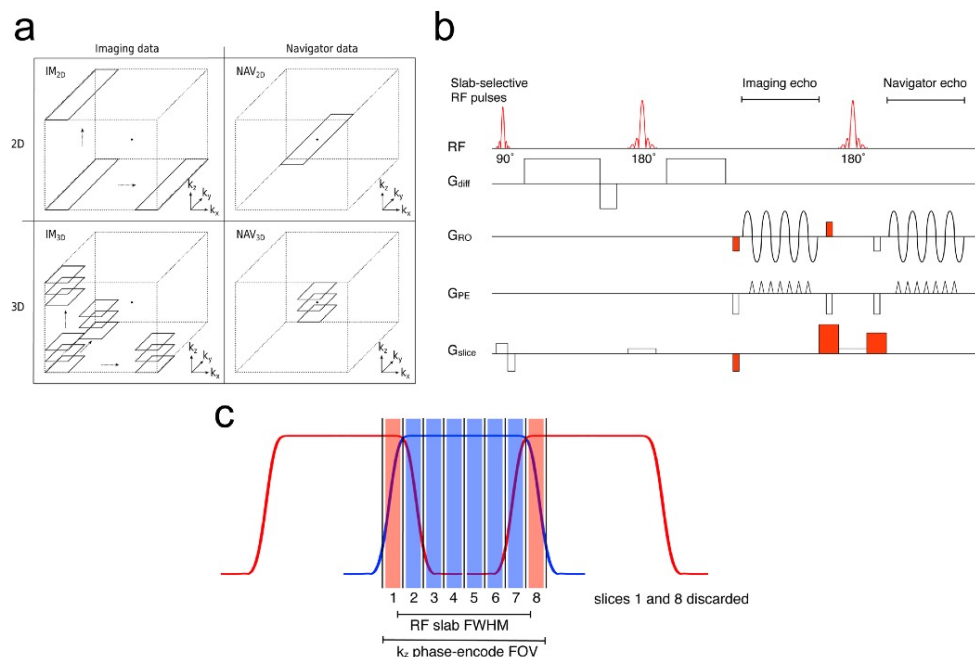 a
Imaging data Navigator data
2D
IM2D
kz
ky
kx
NAV2D
kz
ky
kx
3D
IM3D
kz
ky
kx
NAV3D
kz
ky
kx
b
Slab-selective
RF pulses
Imaging echo Navigator echo
RF
90° 180° 180°
Gdiff
GRO
GPE
Gslice
c
1 2 3 4 5 6 7 8
slices 1 and 8 discarded
RF slab FWHM
kz phase-encode FOV